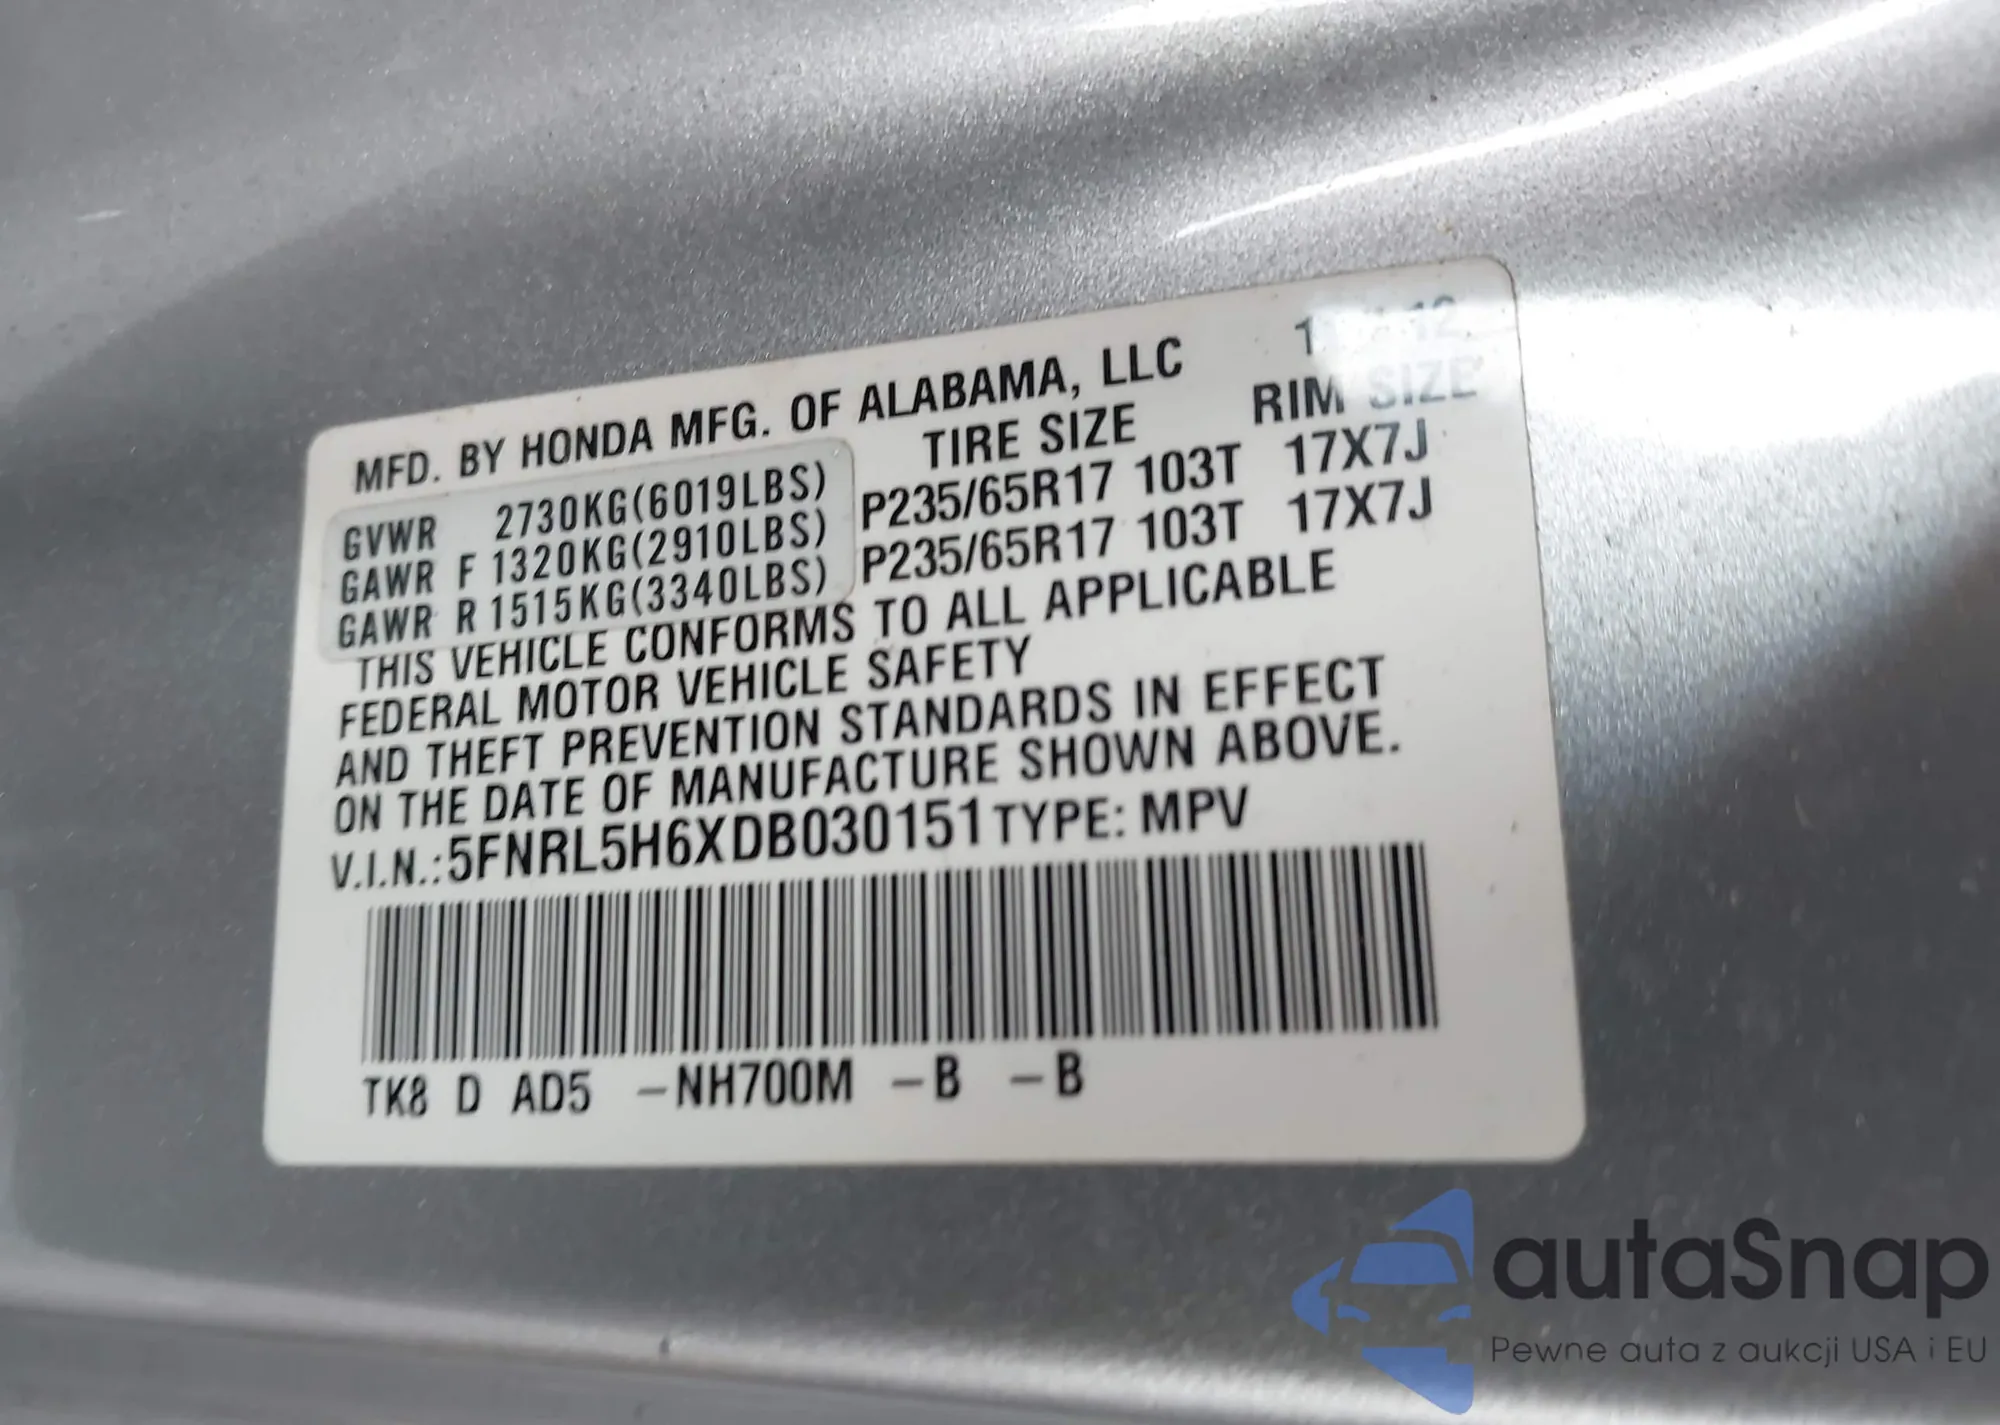 MFD. BY HONDA MFG. OF ALABAMA, LLC
TIRE SIZE RIM SIZE
GVWR 2730KG(6019LBS) P235/65R17 103T 17X7J
GAWR F 1320KG(2910LBS) P235/65R17 103T 17X7J
GAWR R 1515KG(3340LBS)
THIS VEHICLE CONFORMS TO ALL APPLICABLE
FEDERAL MOTOR VEHICLE SAFETY
AND THEFT PREVENTION STANDARDS IN EFFECT
ON THE DATE OF MANUFACTURE SHOWN ABOVE.
V.I.N.:5FNRL5H6XDB030151 TYPE: MPV
TK8 D AD5 -NH700M -B -B
autaSnap
Pewne auta z aukcji USA i EU